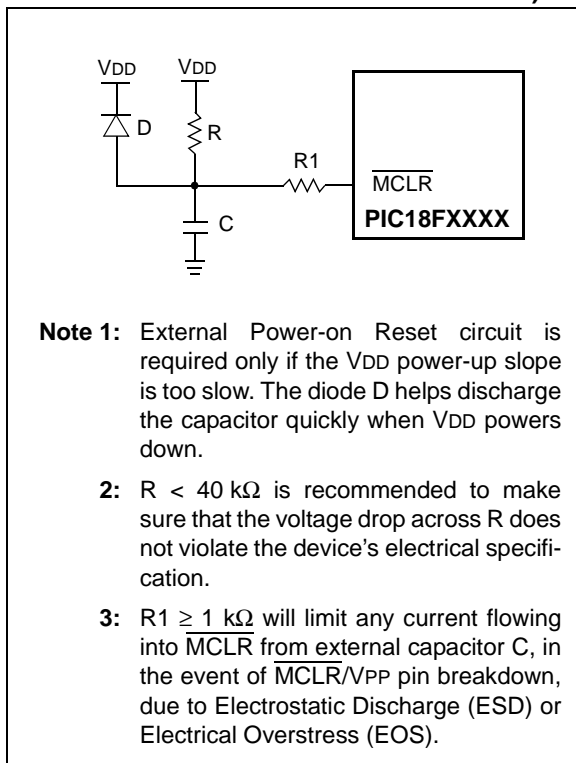 VDD VDD
D
R
R1
MCLR
PIC18FXXXX
C
Note 1: External Power-on Reset circuit is
required only if the VDD power-up slope
is too slow. The diode D helps discharge
the capacitor quickly when VDD powers
down.
2: R < 40 kΩ is recommended to make
sure that the voltage drop across R does
not violate the device's electrical specifi-
cation.
3: R1 ≥ 1 kΩ will limit any current flowing
into MCLR from external capacitor C, in
the event of MCLR/VPP pin breakdown,
due to Electrostatic Discharge (ESD) or
Electrical Overstress (EOS).